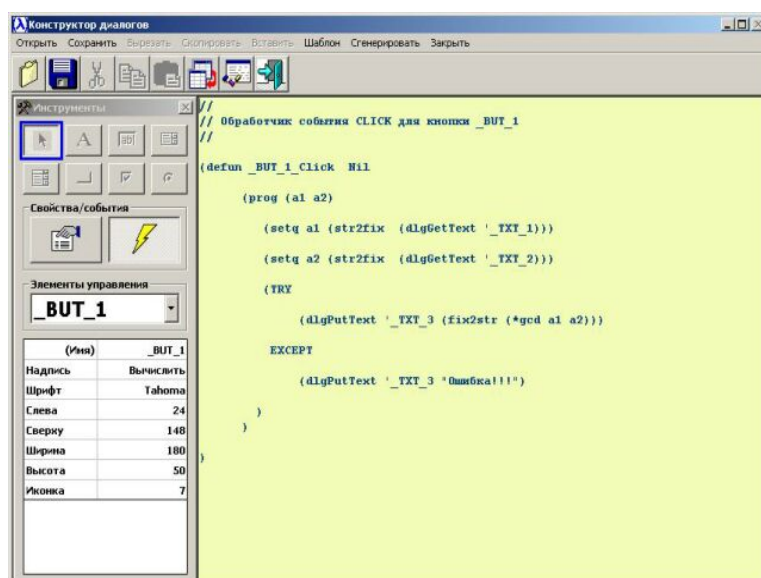 Конструктор диалогов
Открыть Сохранить Вырезать Скопировать Вставить Шаблон Сгенерировать Закрыть
Инструменты
A ab
Свойства/события
Элементы управления
_BUT_1
(Имя) _BUT_1
Надпись Вычислить
Шрифт Tahoma
Слева 24
Сверху 148
Ширина 180
Высота 50
Иконка 7
//
// Обработчик события CLICK для кнопки _BUT_1
//
(defun _BUT_1_Click Nil
(prog (a1 a2)
(setq a1 (str2fix (dlgGetText '_TXT_1)))
(setq a2 (str2fix (dlgGetText '_TXT_2)))
(TRY
(dlgPutText '_TXT_3 (fix2str (*gcd a1 a2)))
EXCEPT
(dlgPutText '_TXT_3 "Ошибка!!!")
)
)
)